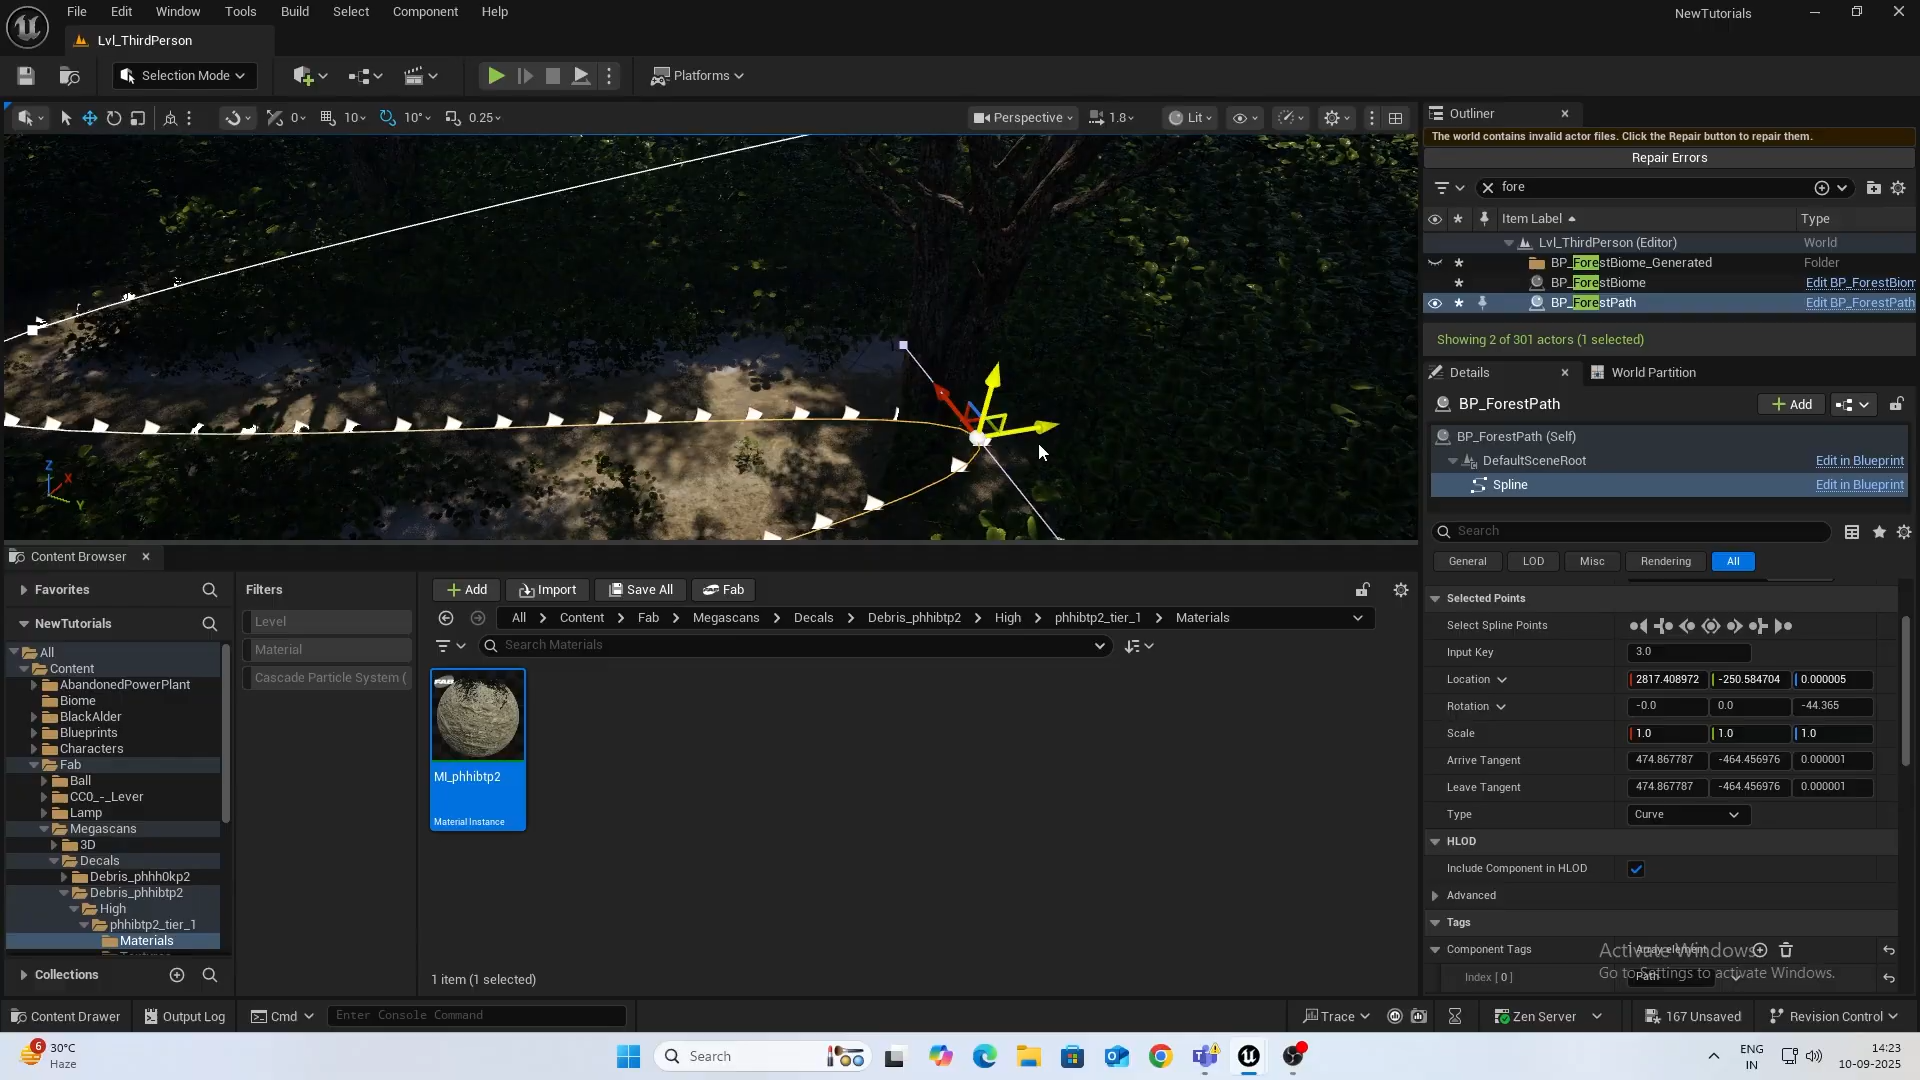 File Edit Window Tools Build Select Component Help
NewTutorials
Lvl_ThirdPerson
Selection Mode
Platforms
0 10 10° 0.25
Perspective 1.8 Lit
Outliner
The world contains invalid actor files. Click the Repair button to repair them.
Repair Errors
fore
Item Label Type
Lvl_ThirdPerson (Editor) World
BP_ForestBiome_Generated Folder
BP_ForestBiome Edit BP_ForestBiom
BP_ForestPath Edit BP_ForestPath
Showing 2 of 301 actors (1 selected)
Details World Partition
BP_ForestPath Add
BP_ForestPath (Self)
DefaultSceneRoot Edit in Blueprint
Spline Edit in Blueprint
Search
General LOD Misc Rendering All
Selected Points
Select Spline Points
Input Key 3.0
Location 2817.408972 -250.584704 0.000005
Rotation -0.0 0.0 -44.365
Scale 1.0 1.0 1.0
Arrive Tangent 474.867787 -464.456976 0.000001
Leave Tangent 474.867787 -464.456976 0.000001
Type Curve
HLOD
Include Component in HLOD
Advanced
Tags
Component Tags 1 Array element
Index [ 0 ] Path
Activate Windows
Go to Settings to activate Windows.
Z X Y
Content Browser
Favorites
NewTutorials
All
Content
AbandonedPowerPlant
Biome
BlackAlder
Blueprints
Characters
Fab
Ball
CC0_-_Lever
Lamp
Megascans
3D
Decals
Debris_phhh0kp2
Debris_phhibtp2
High
phhibtp2_tier_1
Materials
Collections
Filters
Level
Material
Cascade Particle System (
Add Import Save All Fab
All Content Fab Megascans Decals Debris_phhibtp2 High phhibtp2_tier_1 Materials
Search Materials
FAB
MI_phhibtp2
Material Instance
1 item (1 selected)
Content Drawer Output Log Cmd Enter Console Command
Trace Zen Server 167 Unsaved Revision Control
6
30°C
Haze
Search
ENG
IN
14:23
10-09-2025